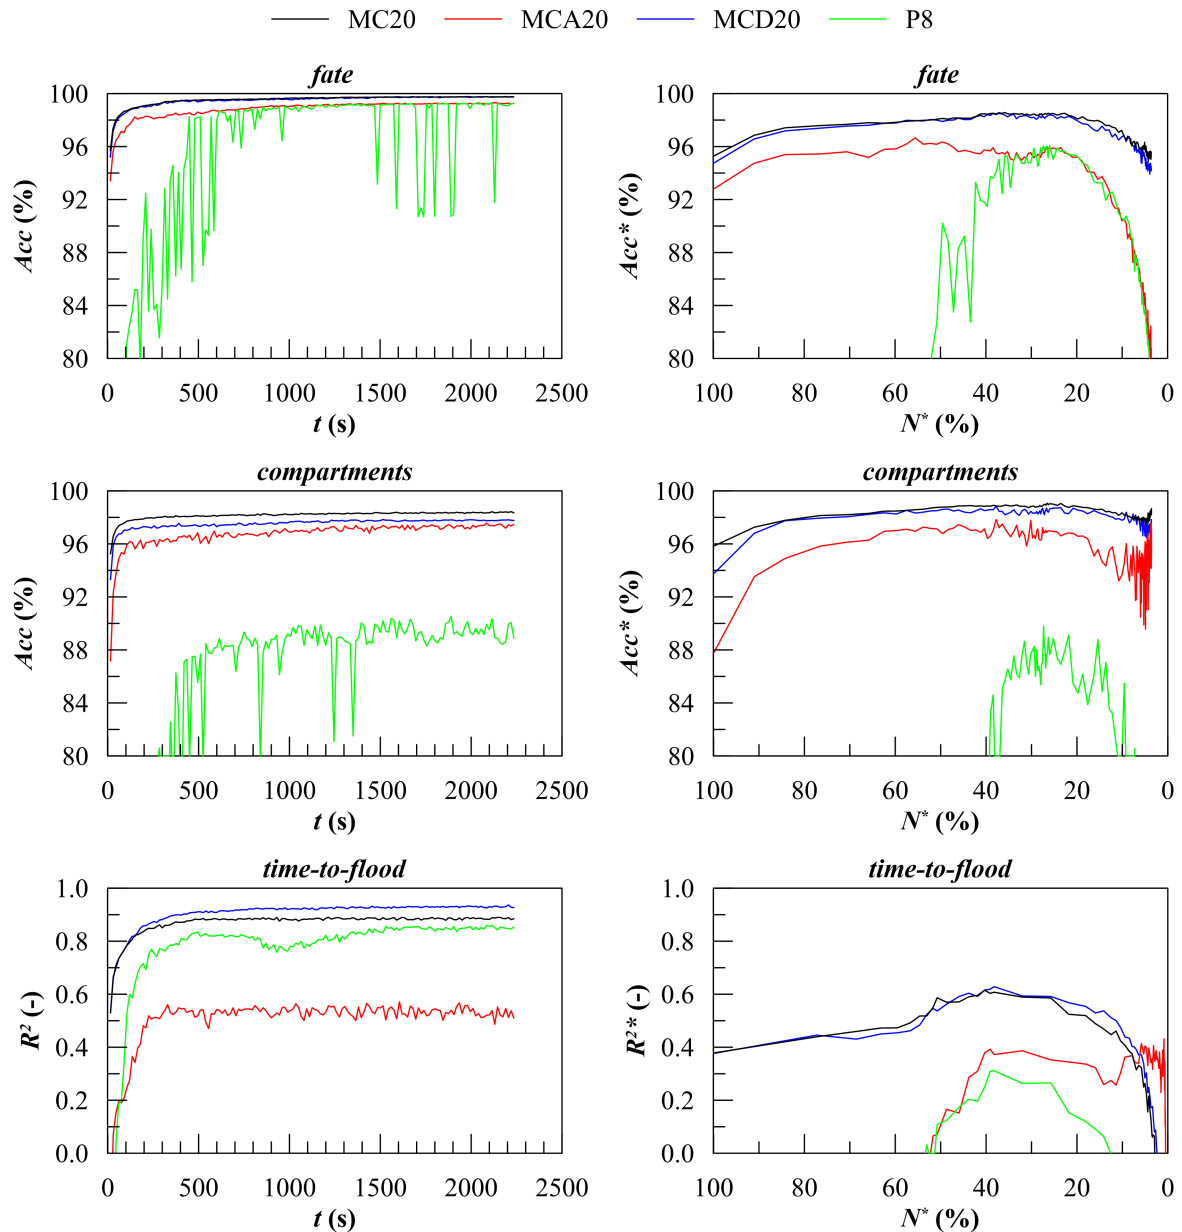 MC20 MCA20 MCD20 P8
fate
100
96
92
88
84
80
Acc (%)
0 500 1000 1500 2000 2500
t (s)
fate
100
96
92
88
84
80
Acc* (%)
100 80 60 40 20 0
N* (%)
compartments
100
96
92
88
84
80
Acc (%)
0 500 1000 1500 2000 2500
t (s)
compartments
100
96
92
88
84
80
Acc* (%)
100 80 60 40 20 0
N* (%)
time-to-flood
1.0
0.8
0.6
0.4
0.2
0.0
R² (-)
0 500 1000 1500 2000 2500
t (s)
time-to-flood
1.0
0.8
0.6
0.4
0.2
0.0
R²* (-)
100 80 60 40 20 0
N* (%)